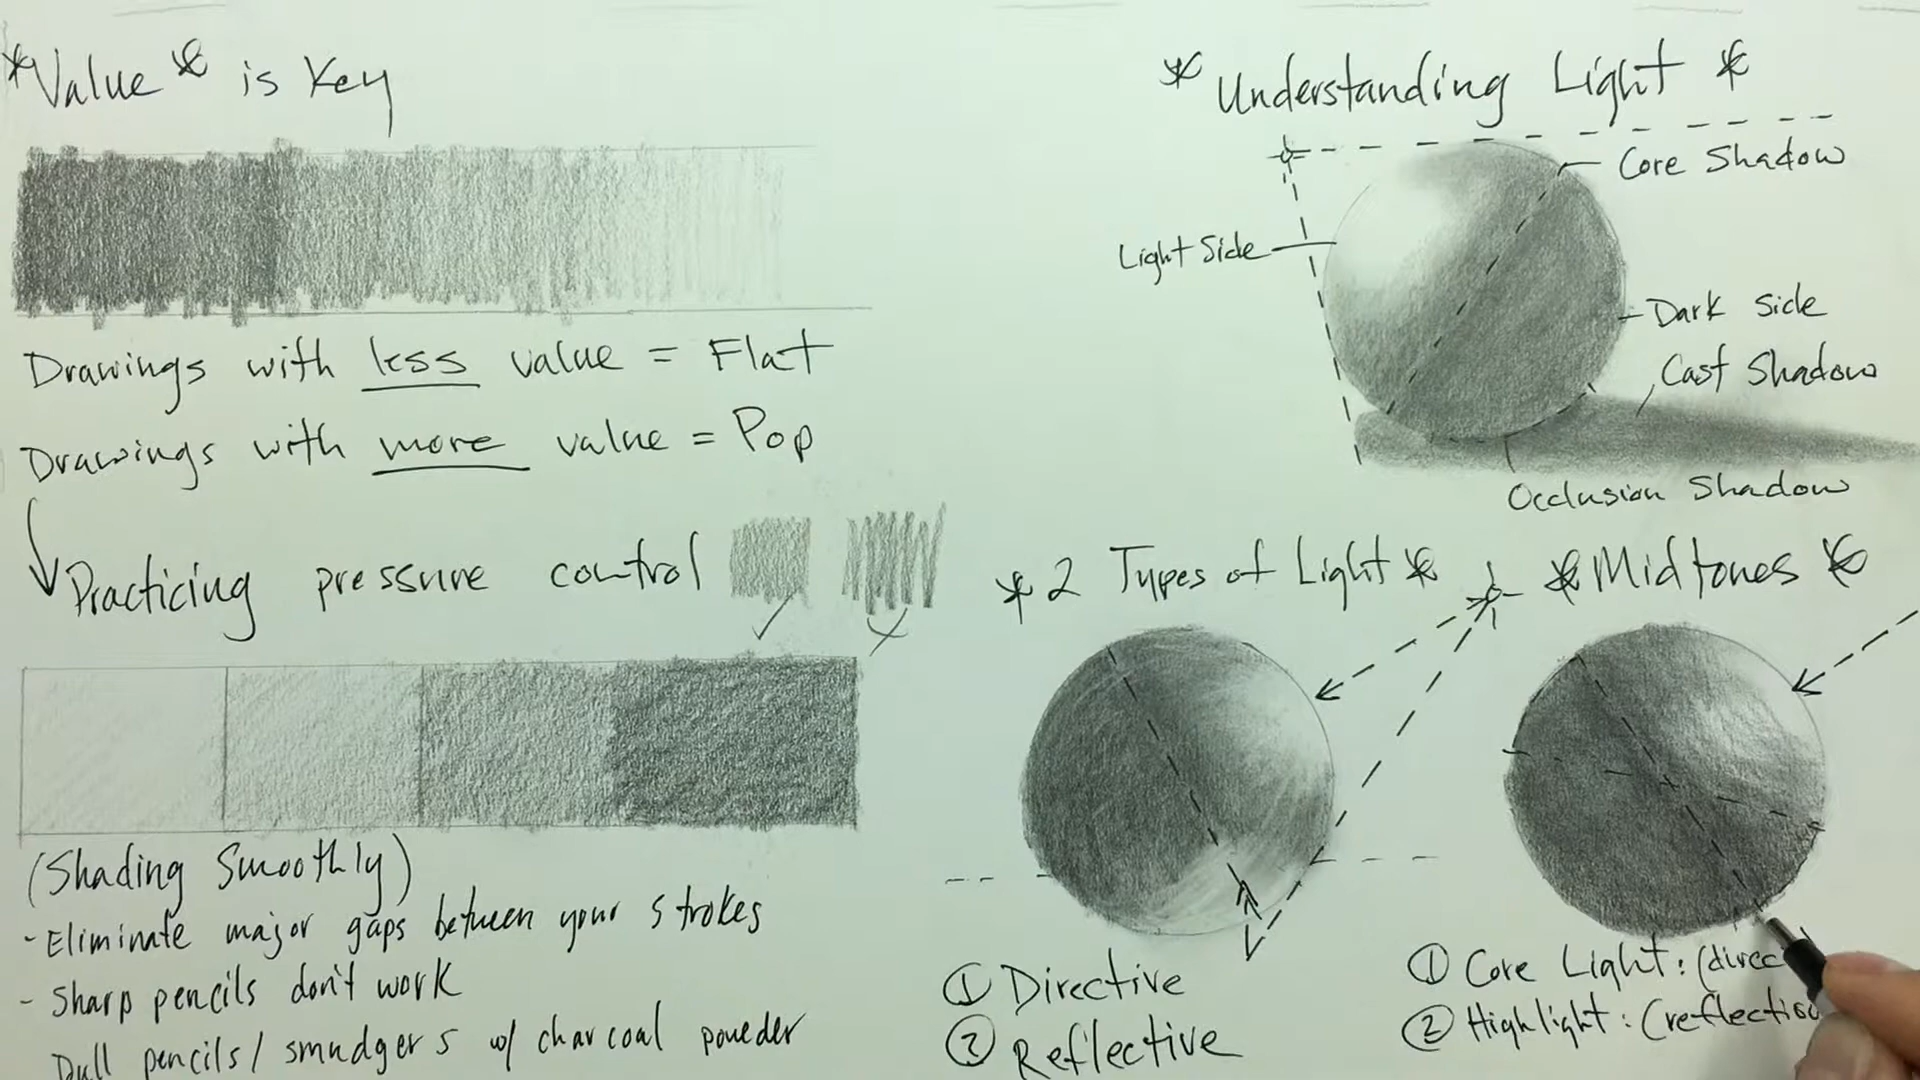 *Value* is Key
Drawings with less value = Flat
Drawings with more value = Pop
Practicing pressure control
(Shading Smoothly)
- Eliminate major gaps between your strokes
- Sharp pencils don't work
Dull pencils / smudgers w/ charcoal powder
* Understanding Light *
Core Shadow
Light Side
Dark Side
Cast Shadow
Occlusion Shadow
* 2 Types of Light *
① Directive
② Reflective
* Midtones *
① Core Light: (direc
② Highlight: (reflectio